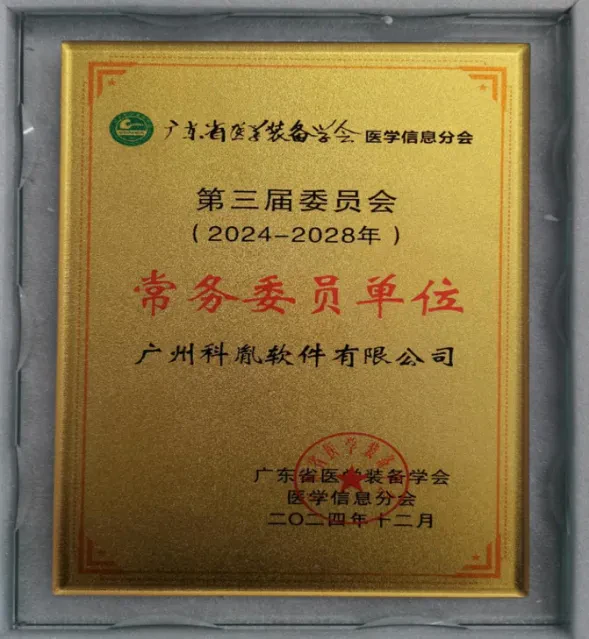 广东省医学装备学会 医学信息分会
第三届委员会
（2024-2028年）
常务委员单位
广州科胤软件有限公司
广东省医学装备学会
医学信息分会
二〇二四年十二月